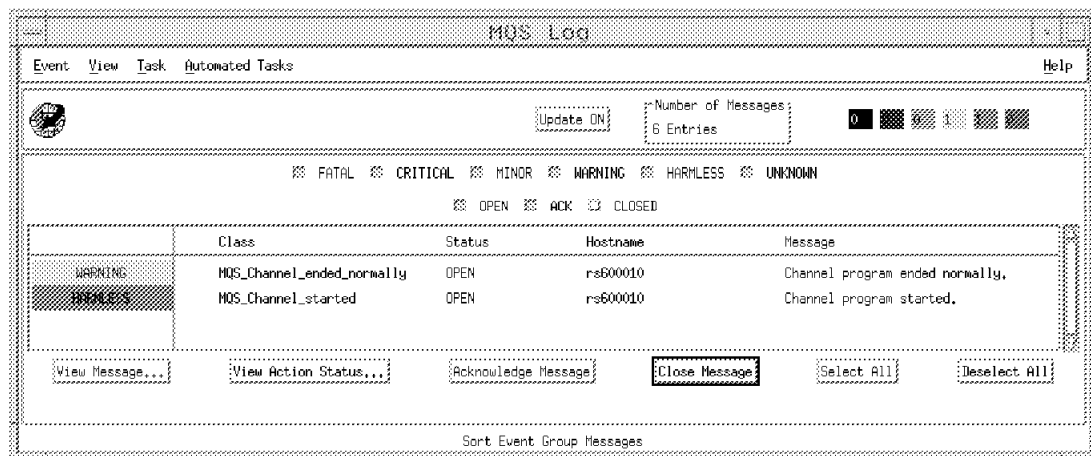 MQS Log
Event View Task Automated Tasks Help
Update ON
Number of Messages
6 Entries
0 0 1
FATAL CRITICAL MINOR WARNING HARMLESS UNKNOWN
OPEN ACK CLOSED
Class Status Hostname Message
WARNING MQS_Channel_ended_normally OPEN rs600010 Channel program ended normally.
HARMLESS MQS_Channel_started OPEN rs600010 Channel program started.
View Message... View Action Status... Acknowledge Message Close Message Select All Deselect All
Sort Event Group Messages